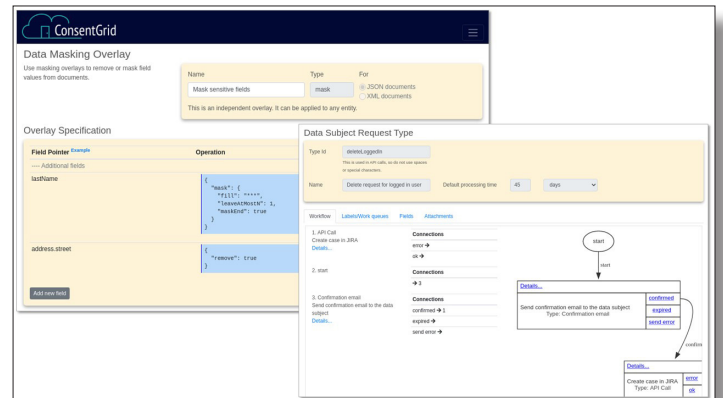 ConsentGrid
Data Masking Overlay
Use masking overlays to remove or mask field
values from documents.
Name
Type
For
Mask sensitive fields
mask
JSON documents
XML documents
This is an independent overlay. It can be applied to any entity.
Overlay Specification
Field Pointer Example
Operation
---- Additional fields
lastName
{
"mask": {
"fill": "***",
"leaveAtMostN": 1,
"maskEnd": true
}
}
address.street
{
"remove": true
}
Add new field
Data Subject Request Type
Type Id
deleteLoggedIn
This is used in API calls, so do not use spaces
or special characters.
Name
Delete request for logged in user
Default processing time
45
days
Workflow
Labels/Work queues
Fields
Attachments
1. API Call
Create case in JIRA
Details...
Connections
error →
ok →
2. start
Connections
→ 3
3. Confirmation email
Send confirmation email to the data
subject
Details...
Connections
confirmed → 1
expired →
send error →
start
start
Details...
Send confirmation email to the data subject
Type: Confirmation email
confirmed
expired
send error
confirm
Details...
Create case in JIRA
Type: API Call
error
ok